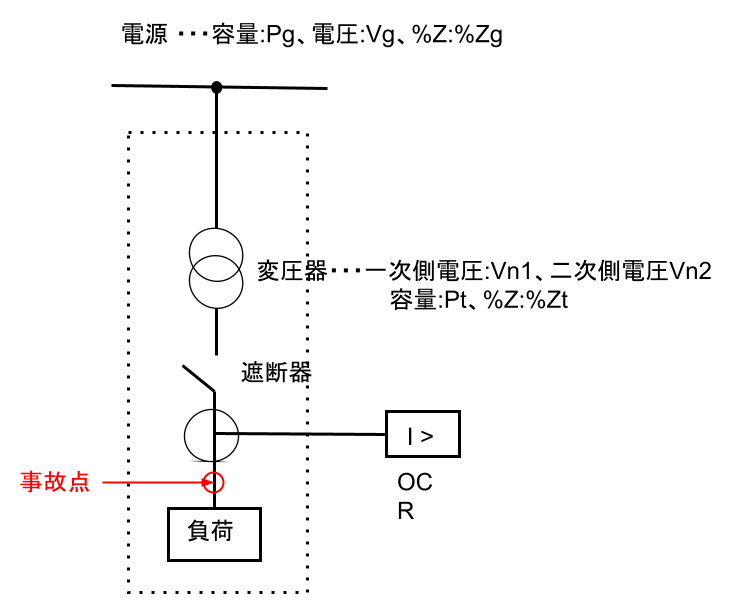 電源 ･･･容量:Pg、電圧:Vg、%Z:%Zg
変圧器･･･一次側電圧:Vn1、二次側電圧Vn2
容量:Pt、%Z:%Zt
遮断器
I >
事故点
OC
R
負荷